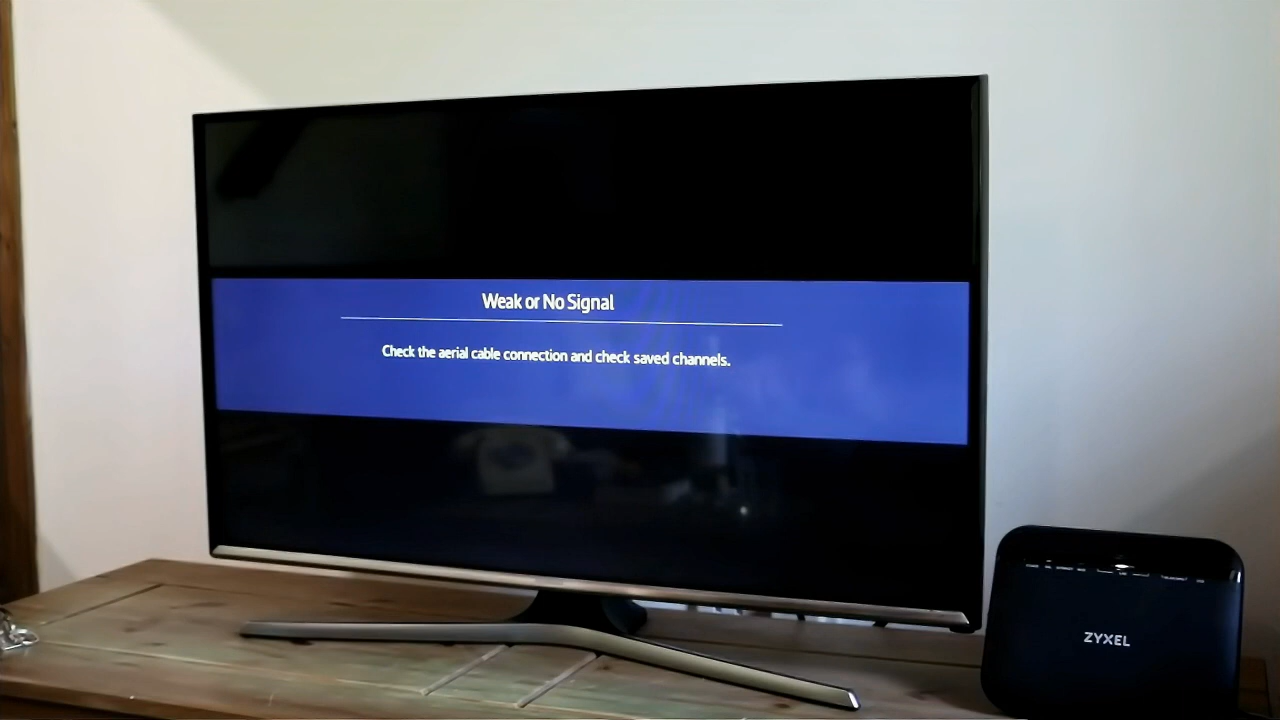 Weak or No Signal
Check the aerial cable connection and check saved channels.
ZYXEL